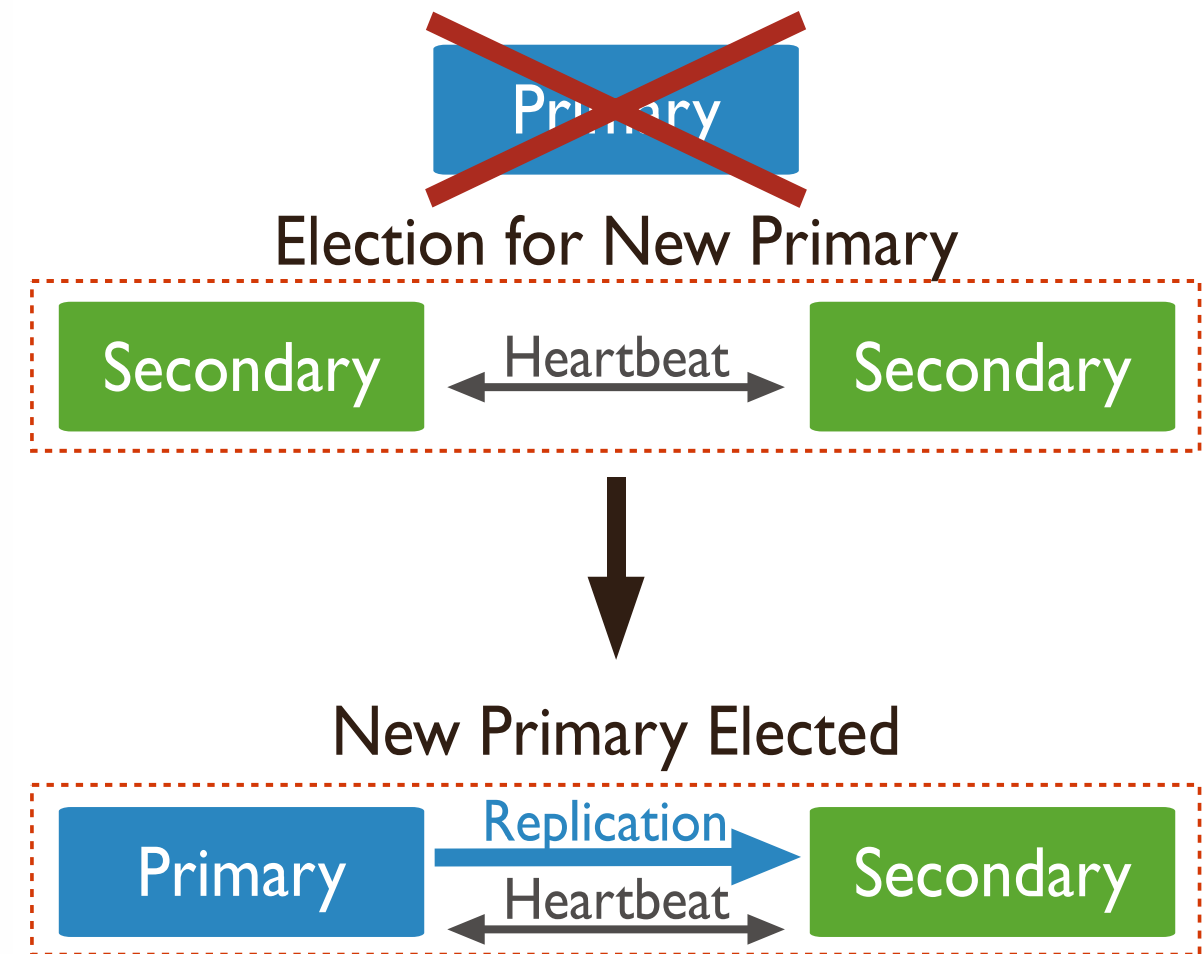 Primary
Election for New Primary
Secondary
Heartbeat
Secondary
New Primary Elected
Primary
Replication
Heartbeat
Secondary